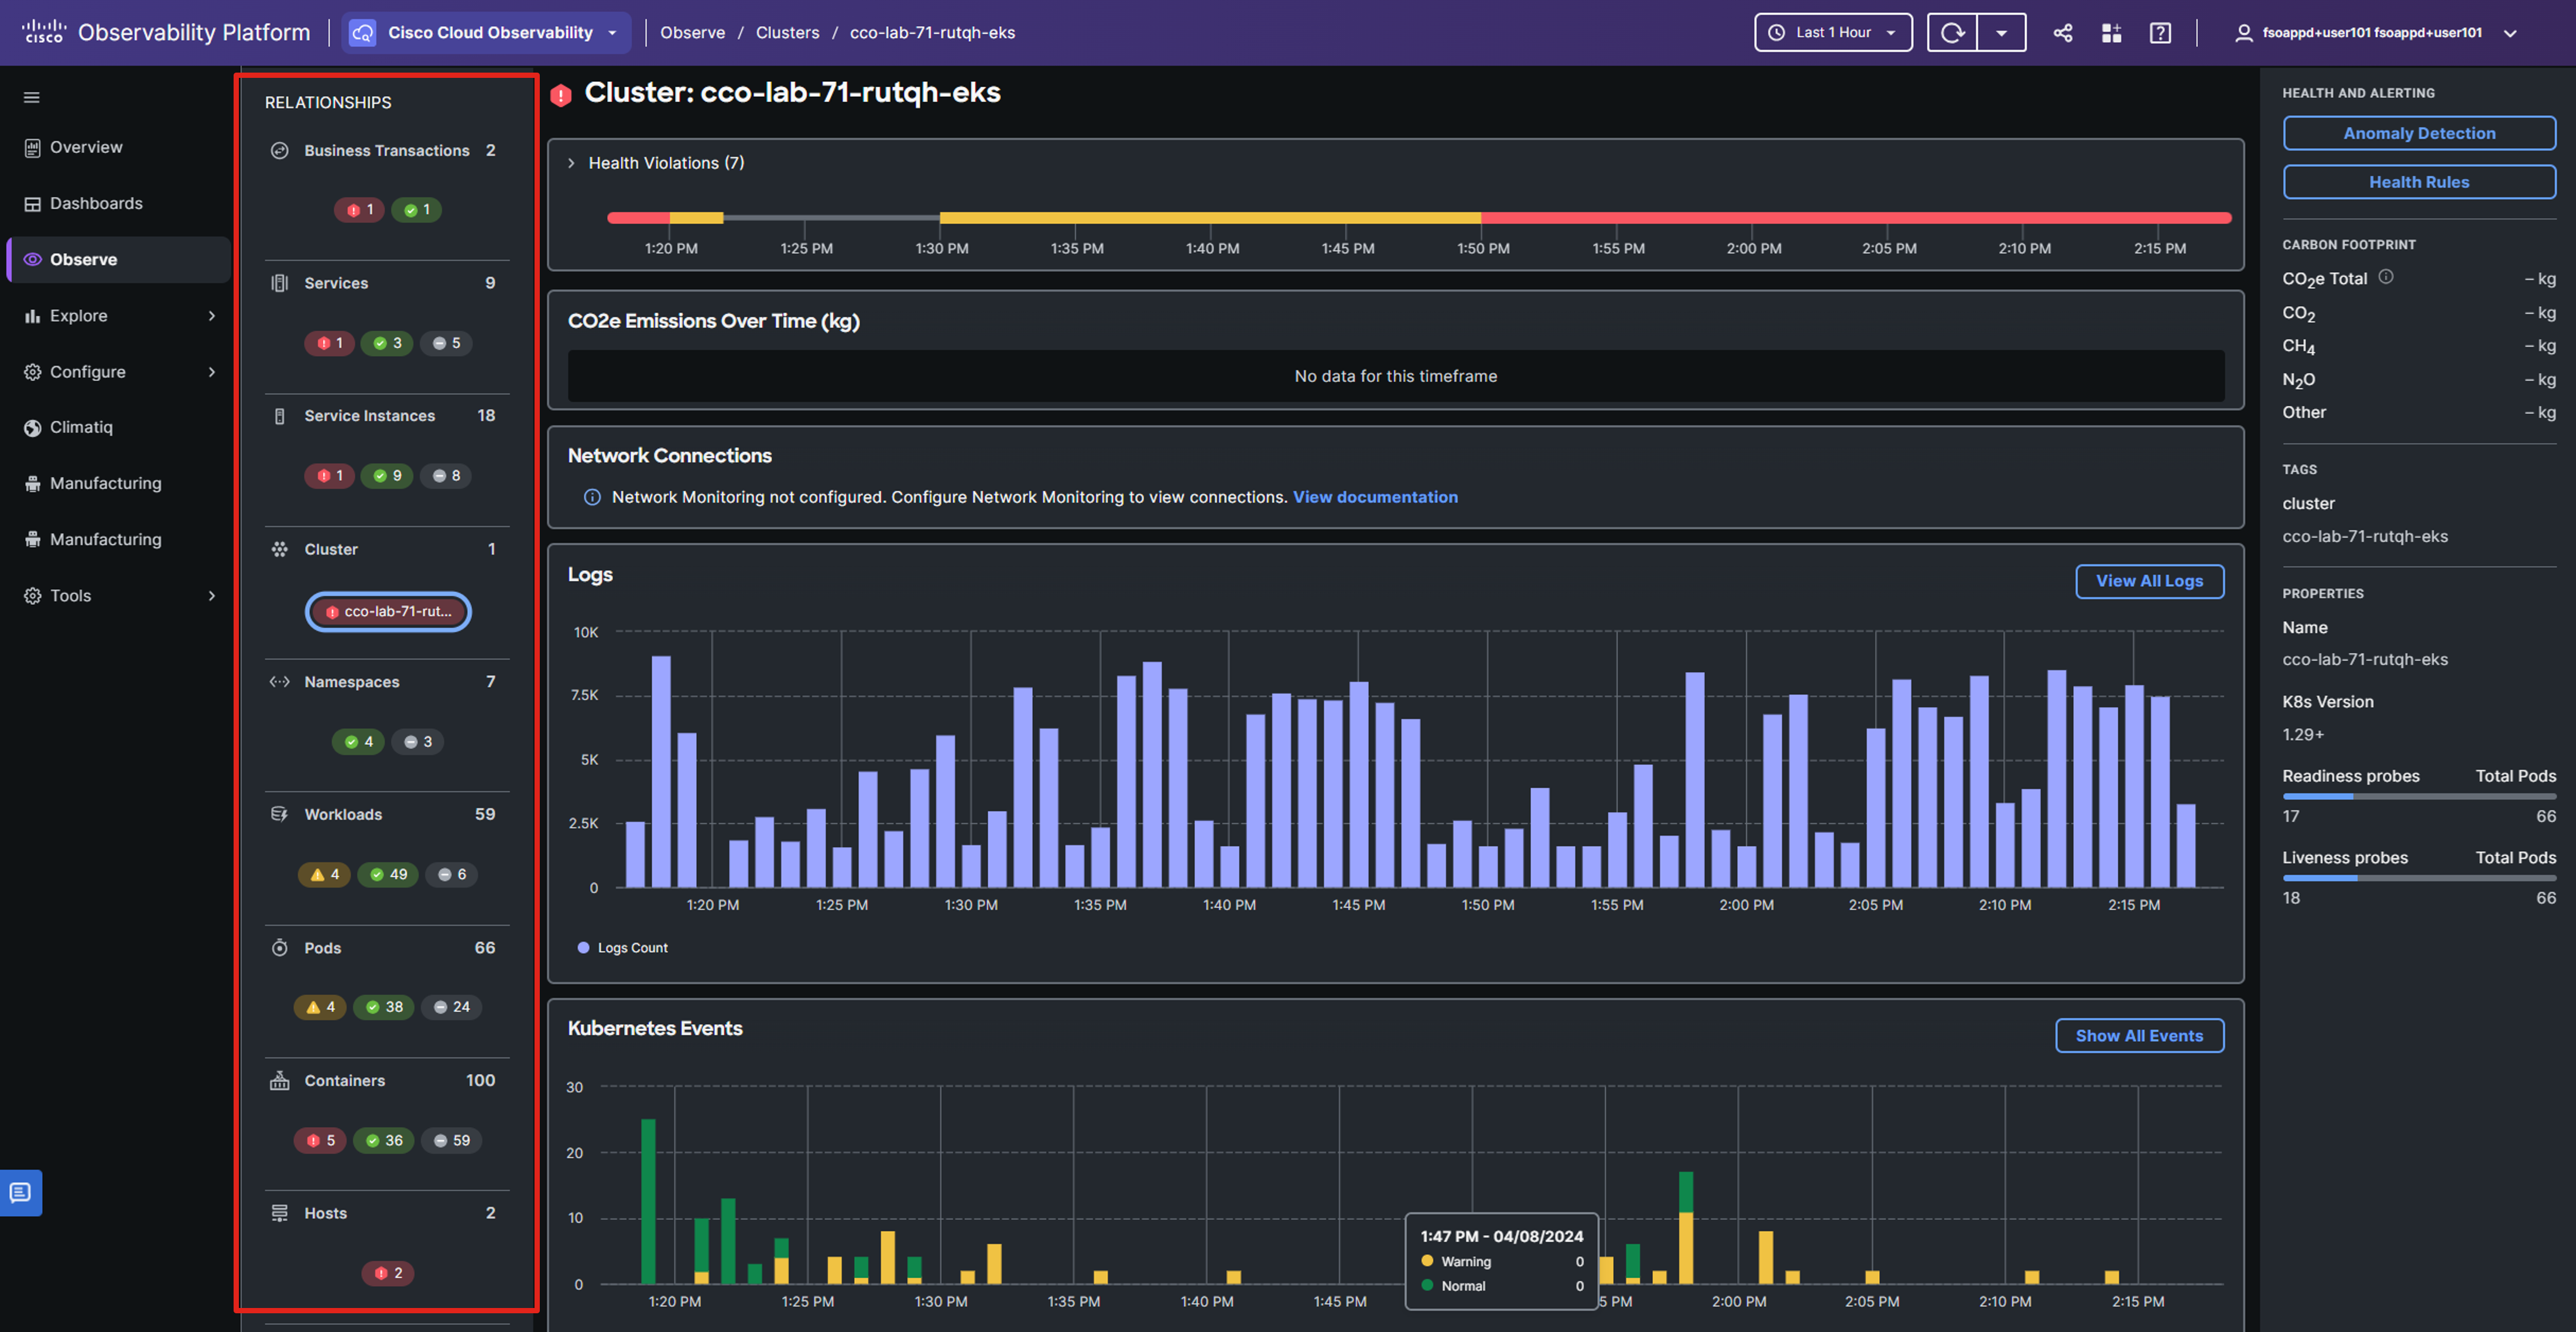 cisco Observability Platform
Cisco Cloud Observability
Observe / Clusters / cco-lab-71-rutqh-eks
Last 1 Hour
fsoappd+user101 fsoappd+user101
Overview
Dashboards
Observe
Explore
Configure
Climatiq
Manufacturing
Manufacturing
Tools
RELATIONSHIPS
Business Transactions 2
1 1
Services 9
1 3 5
Service Instances 18
1 9 8
Cluster 1
cco-lab-71-rut...
Namespaces 7
4 3
Workloads 59
4 49 6
Pods 66
4 38 24
Containers 100
5 36 59
Hosts 2
2
Cluster: cco-lab-71-rutqh-eks
Health Violations (7)
1:20 PM 1:25 PM 1:30 PM 1:35 PM 1:40 PM 1:45 PM 1:50 PM 1:55 PM 2:00 PM 2:05 PM 2:10 PM 2:15 PM
CO2e Emissions Over Time (kg)
No data for this timeframe
Network Connections
Network Monitoring not configured. Configure Network Monitoring to view connections. View documentation
Logs
View All Logs
10K
7.5K
5K
2.5K
0
1:20 PM 1:25 PM 1:30 PM 1:35 PM 1:40 PM 1:45 PM 1:50 PM 1:55 PM 2:00 PM 2:05 PM 2:10 PM 2:15 PM
Logs Count
Kubernetes Events
Show All Events
30
20
10
0
1:47 PM - 04/08/2024
Warning 0
Normal 0
1:20 PM 1:25 PM 1:30 PM 1:35 PM 1:40 PM 1:45 PM 5 PM 2:00 PM 2:05 PM 2:10 PM 2:15 PM
HEALTH AND ALERTING
Anomaly Detection
Health Rules
CARBON FOOTPRINT
CO₂e Total – kg
CO₂ – kg
CH₄ – kg
N₂O – kg
Other – kg
TAGS
cluster
cco-lab-71-rutqh-eks
PROPERTIES
Name
cco-lab-71-rutqh-eks
K8s Version
1.29+
Readiness probes Total Pods
17 66
Liveness probes Total Pods
18 66